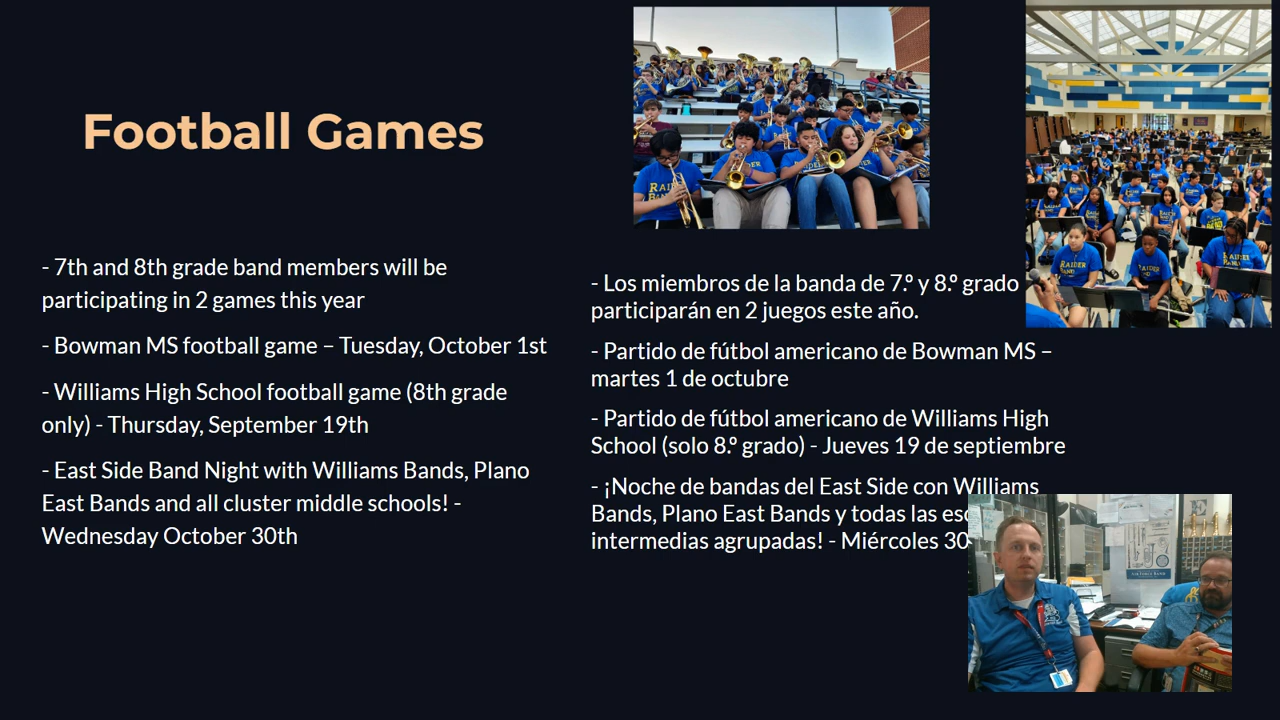 Football Games
- 7th and 8th grade band members will be
participating in 2 games this year
- Bowman MS football game – Tuesday, October 1st
- Williams High School football game (8th grade
only) - Thursday, September 19th
- East Side Band Night with Williams Bands, Plano
East Bands and all cluster middle schools! -
Wednesday October 30th
- Los miembros de la banda de 7.º y 8.º grado
participarán en 2 juegos este año.
- Partido de fútbol americano de Bowman MS –
martes 1 de octubre
- Partido de fútbol americano de Williams High
School (solo 8.º grado) - Jueves 19 de septiembre
- ¡Noche de bandas del East Side con Williams
Bands, Plano East Bands y todas las
intermedias agrupadas! - Miércoles 30
RAIDER
BAND
RAIDER
RAIDER
BAND